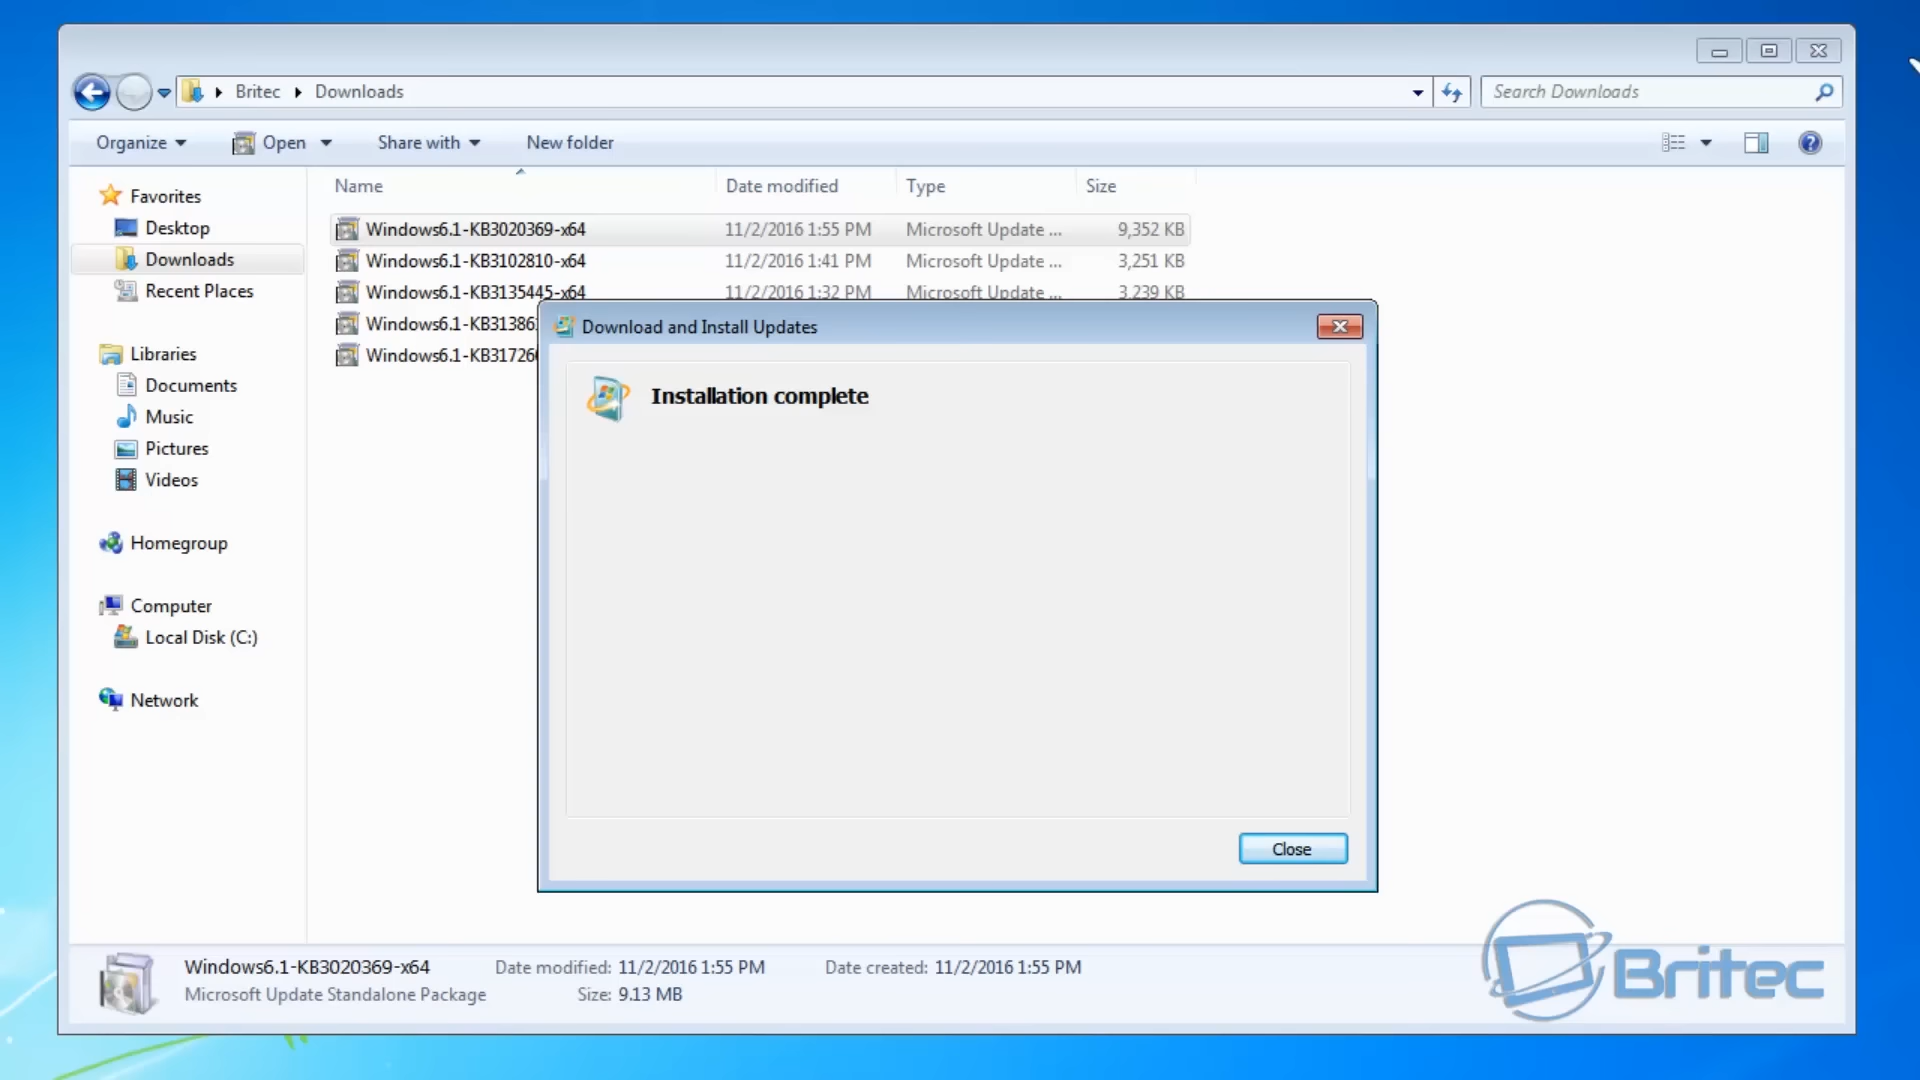 Britec
Downloads
Search Downloads
Organize
Open
Share with
New folder
Name
Date modified
Type
Size
Favorites
Desktop
Downloads
Recent Places
Libraries
Documents
Music
Pictures
Videos
Homegroup
Computer
Local Disk (C:)
Network
Windows6.1-KB3020369-x64 11/2/2016 1:55 PM Microsoft Update ... 9,352 KB
Windows6.1-KB3102810-x64 11/2/2016 1:41 PM Microsoft Update ... 3,251 KB
Windows6.1-KB3135445-x64 11/2/2016 1:32 PM Microsoft Update ... 3,239 KB
Download and Install Updates
Installation complete
Close
Windows6.1-KB3020369-x64 Date modified: 11/2/2016 1:55 PM Date created: 11/2/2016 1:55 PM
Microsoft Update Standalone Package Size: 9.13 MB
Britec